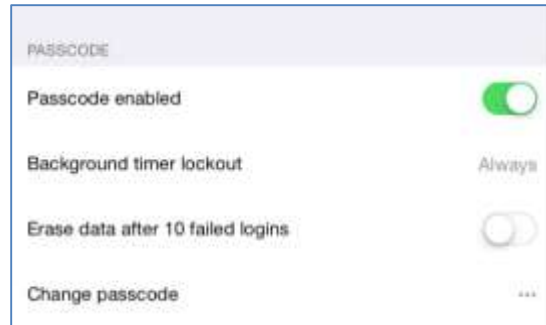 PASSCODE
Passcode enabled
Background timer lockout Always
Erase data after 10 failed logins
Change passcode ...